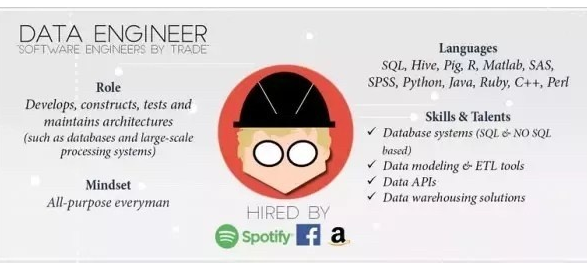 DATA ENGINEER
'SOFTWARE ENGINEERS BY TRADE'
Role
Develops, constructs, tests and
maintains architectures
(such as databases and large-scale
processing systems)
Mindset
All-purpose everyman
HIRED BY
Spotify f a
Languages
SQL, Hive, Pig, R, Matlab, SAS,
SPSS, Python, Java, Ruby, C++, Perl
Skills & Talents
✓ Database systems (SQL & NO SQL
based)
✓ Data modeling & ETL tools
✓ Data APIs
✓ Data warehousing solutions